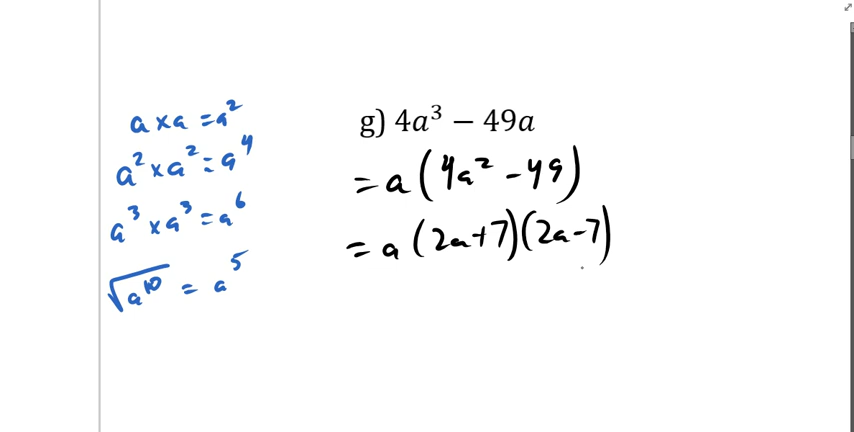 a × a = a²
a² × a² = a⁴
a³ × a³ = a⁶
√a¹⁰ = a⁵
g) 4a³ − 49a
= a(4a² − 49)
= a(2a+7)(2a−7)